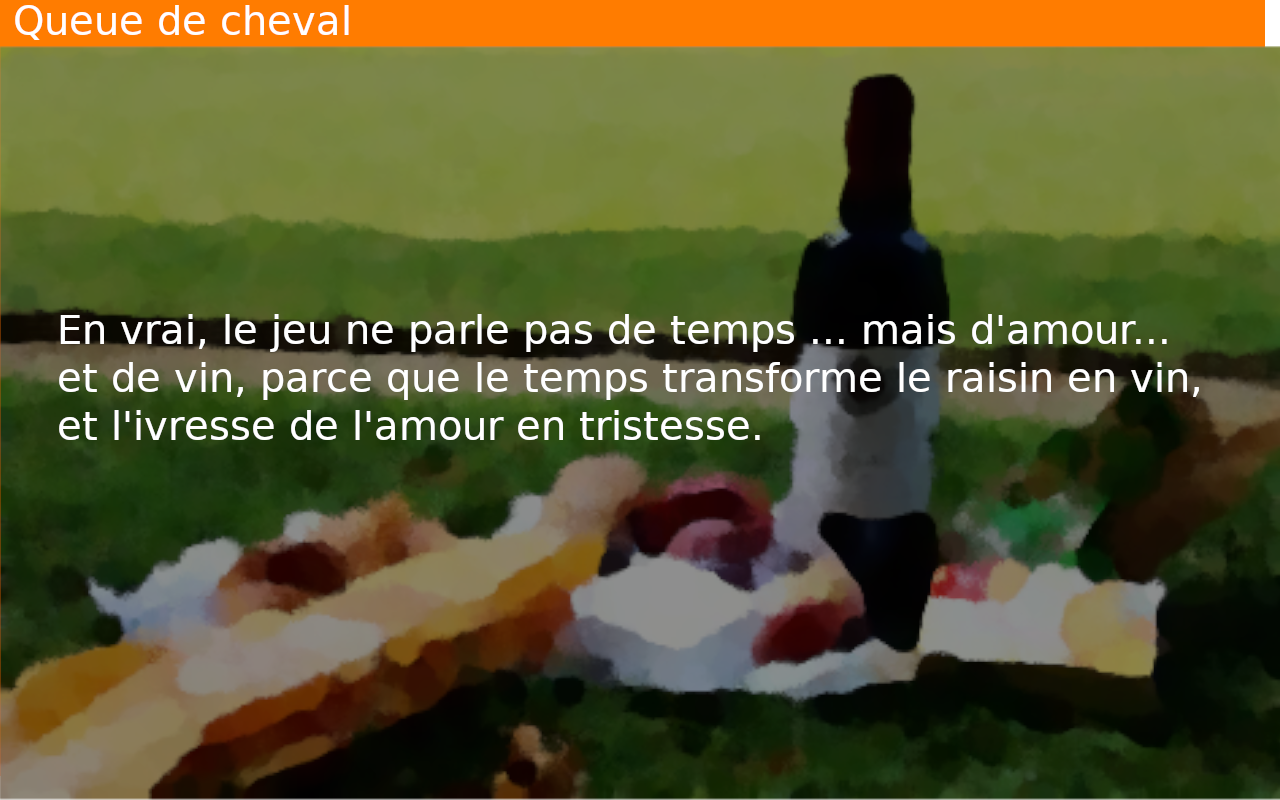 Queue de cheval
En vrai, le jeu ne parle pas de temps ... mais d'amour...
et de vin, parce que le temps transforme le raisin en vin,
et l'ivresse de l'amour en tristesse.